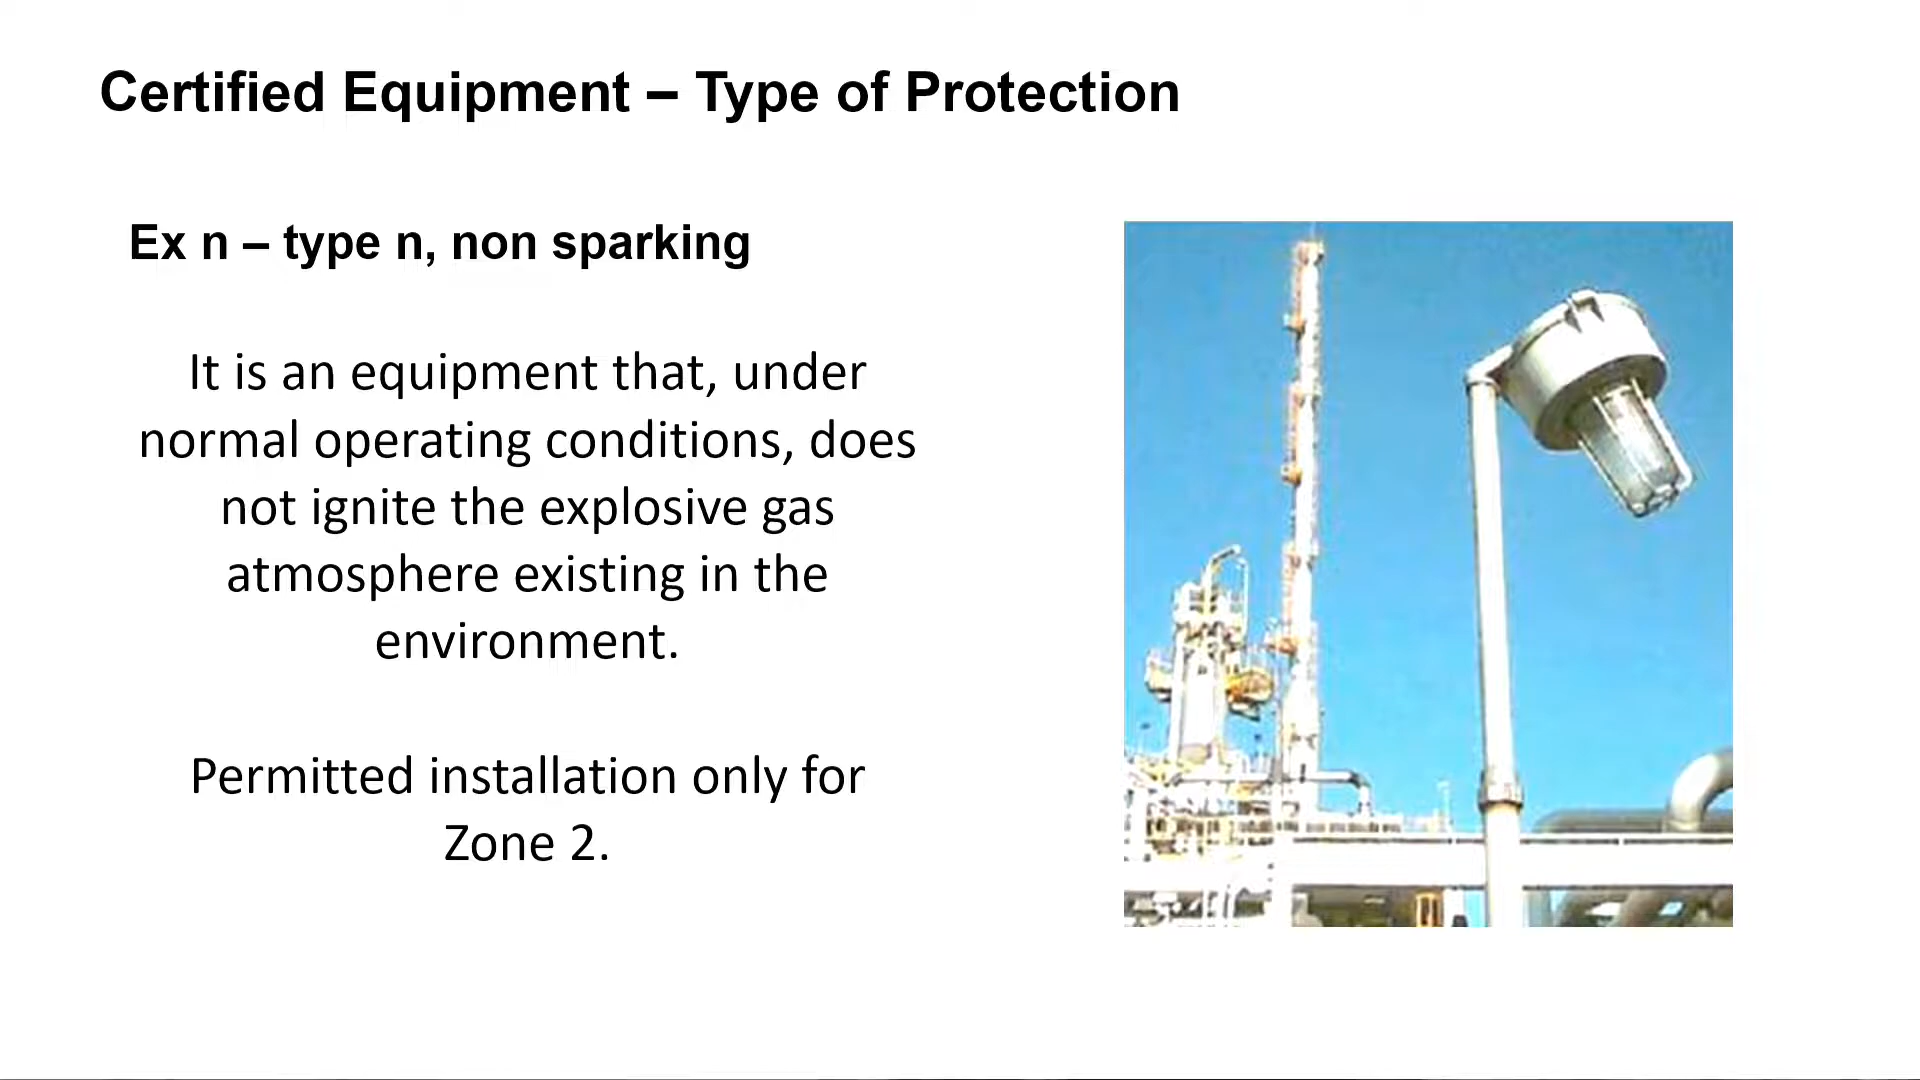 Certified Equipment – Type of Protection
Ex n – type n, non sparking
It is an equipment that, under
normal operating conditions, does
not ignite the explosive gas
atmosphere existing in the
environment.
Permitted installation only for
Zone 2.